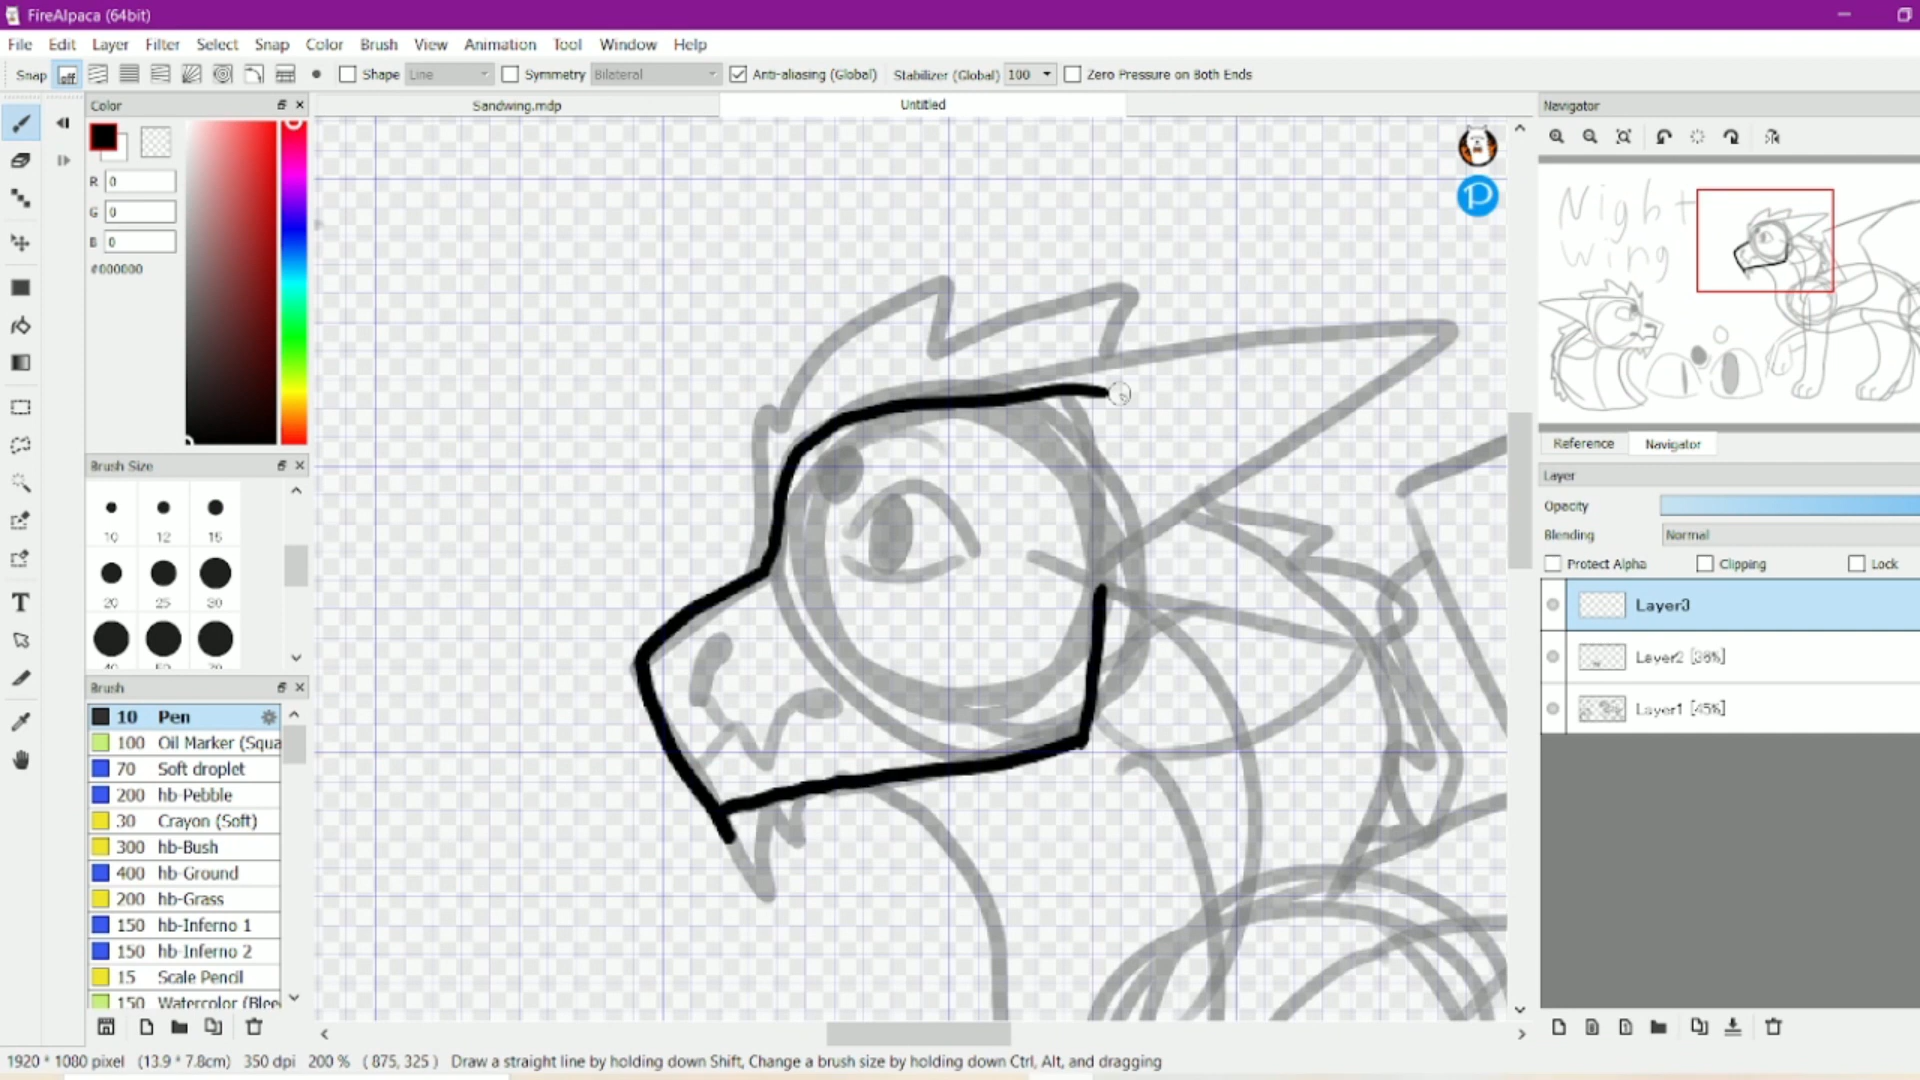 FireAlpaca (64bit)
File Edit Layer Filter Select Snap Color Brush View Animation Tool Window Help
Snap off Shape Line Symmetry Bilateral Anti-aliasing (Global) Stabilizer (Global) 100 Zero Pressure on Both Ends
Color
Sandwing.mdp
Untitled
Navigator
R 0
G 0
B 0
#000000
Night
wing
Reference Navigator
Layer
Opacity
Blending Normal
Protect Alpha Clipping Lock
Layer3
Layer2 [36%]
Layer1 [45%]
Brush Size
10 12 15
20 25 30
40 50 70
Brush
10 Pen
100 Oil Marker (Squa
70 Soft droplet
200 hb-Pebble
30 Crayon (Soft)
300 hb-Bush
400 hb-Ground
200 hb-Grass
150 hb-Inferno 1
150 hb-Inferno 2
15 Scale Pencil
150 Watercolor (Blee
1920 * 1080 pixel (13.9 * 7.8cm) 350 dpi 200 % ( 875, 325 ) Draw a straight line by holding down Shift, Change a brush size by holding down Ctrl, Alt, and dragging